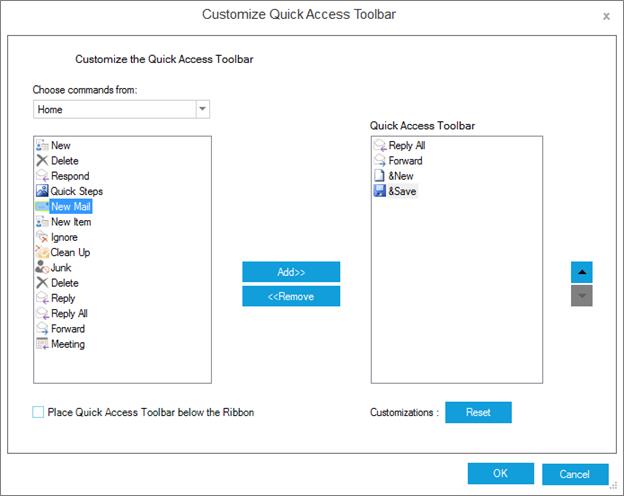 Customize Quick Access Toolbar
x
Customize the Quick Access Toolbar
Choose commands from:
Home
New
Delete
Respond
Quick Steps
New Mail
New Item
Ignore
Clean Up
Junk
Delete
Reply
Reply All
Forward
Meeting
Add>>
<<Remove
Quick Access Toolbar
Reply All
Forward
&New
&Save
Place Quick Access Toolbar below the Ribbon
Customizations :
Reset
OK
Cancel